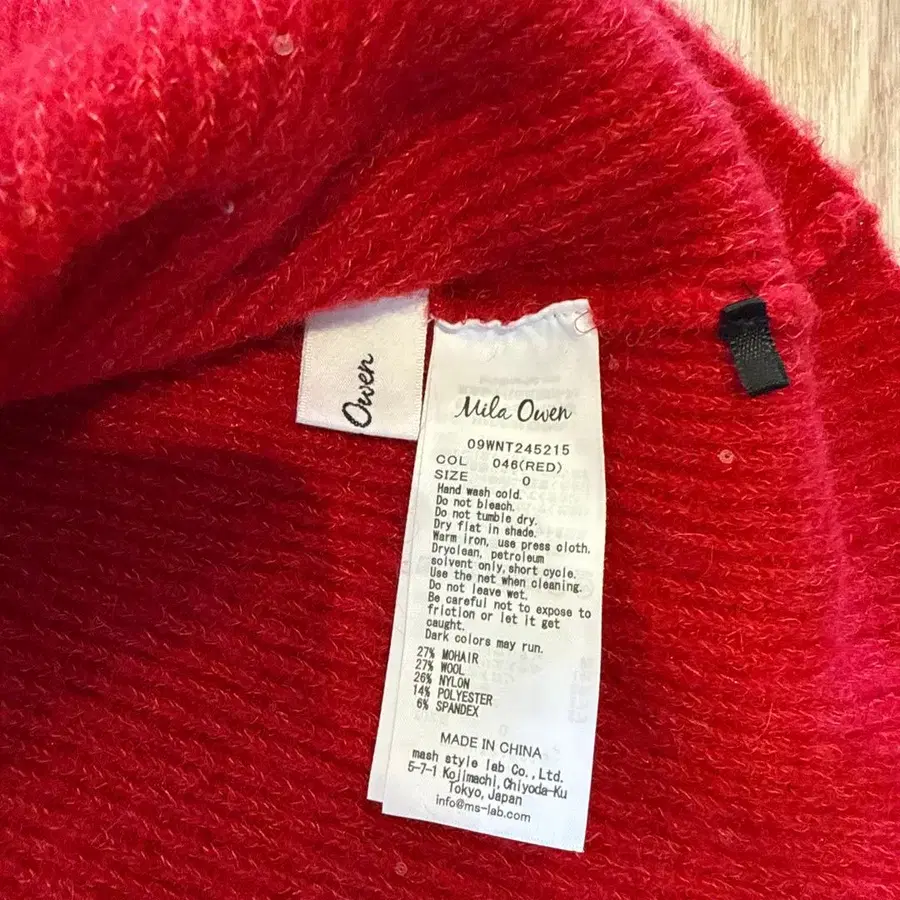 Owen
Mila Owen
09WNT245215
COL 046(RED)
SIZE 0
Hand wash cold.
Do not bleach.
Do not tumble dry.
Dry flat in shade.
Warm iron, use press cloth.
Dryclean, petroleum
solvent only,short cycle.
Use the net when cleaning.
Do not leave wet.
Be careful not to expose to
friction or let it get
caught.
Dark colors may run.
27% MOHAIR
27% WOOL
26% NYLON
14% POLYESTER
6% SPANDEX
MADE IN CHINA
mash style lab Co.,Ltd.
5-7-1 Kojimachi,Chiyoda-Ku
Tokyo,Japan
info@ms-lab.com